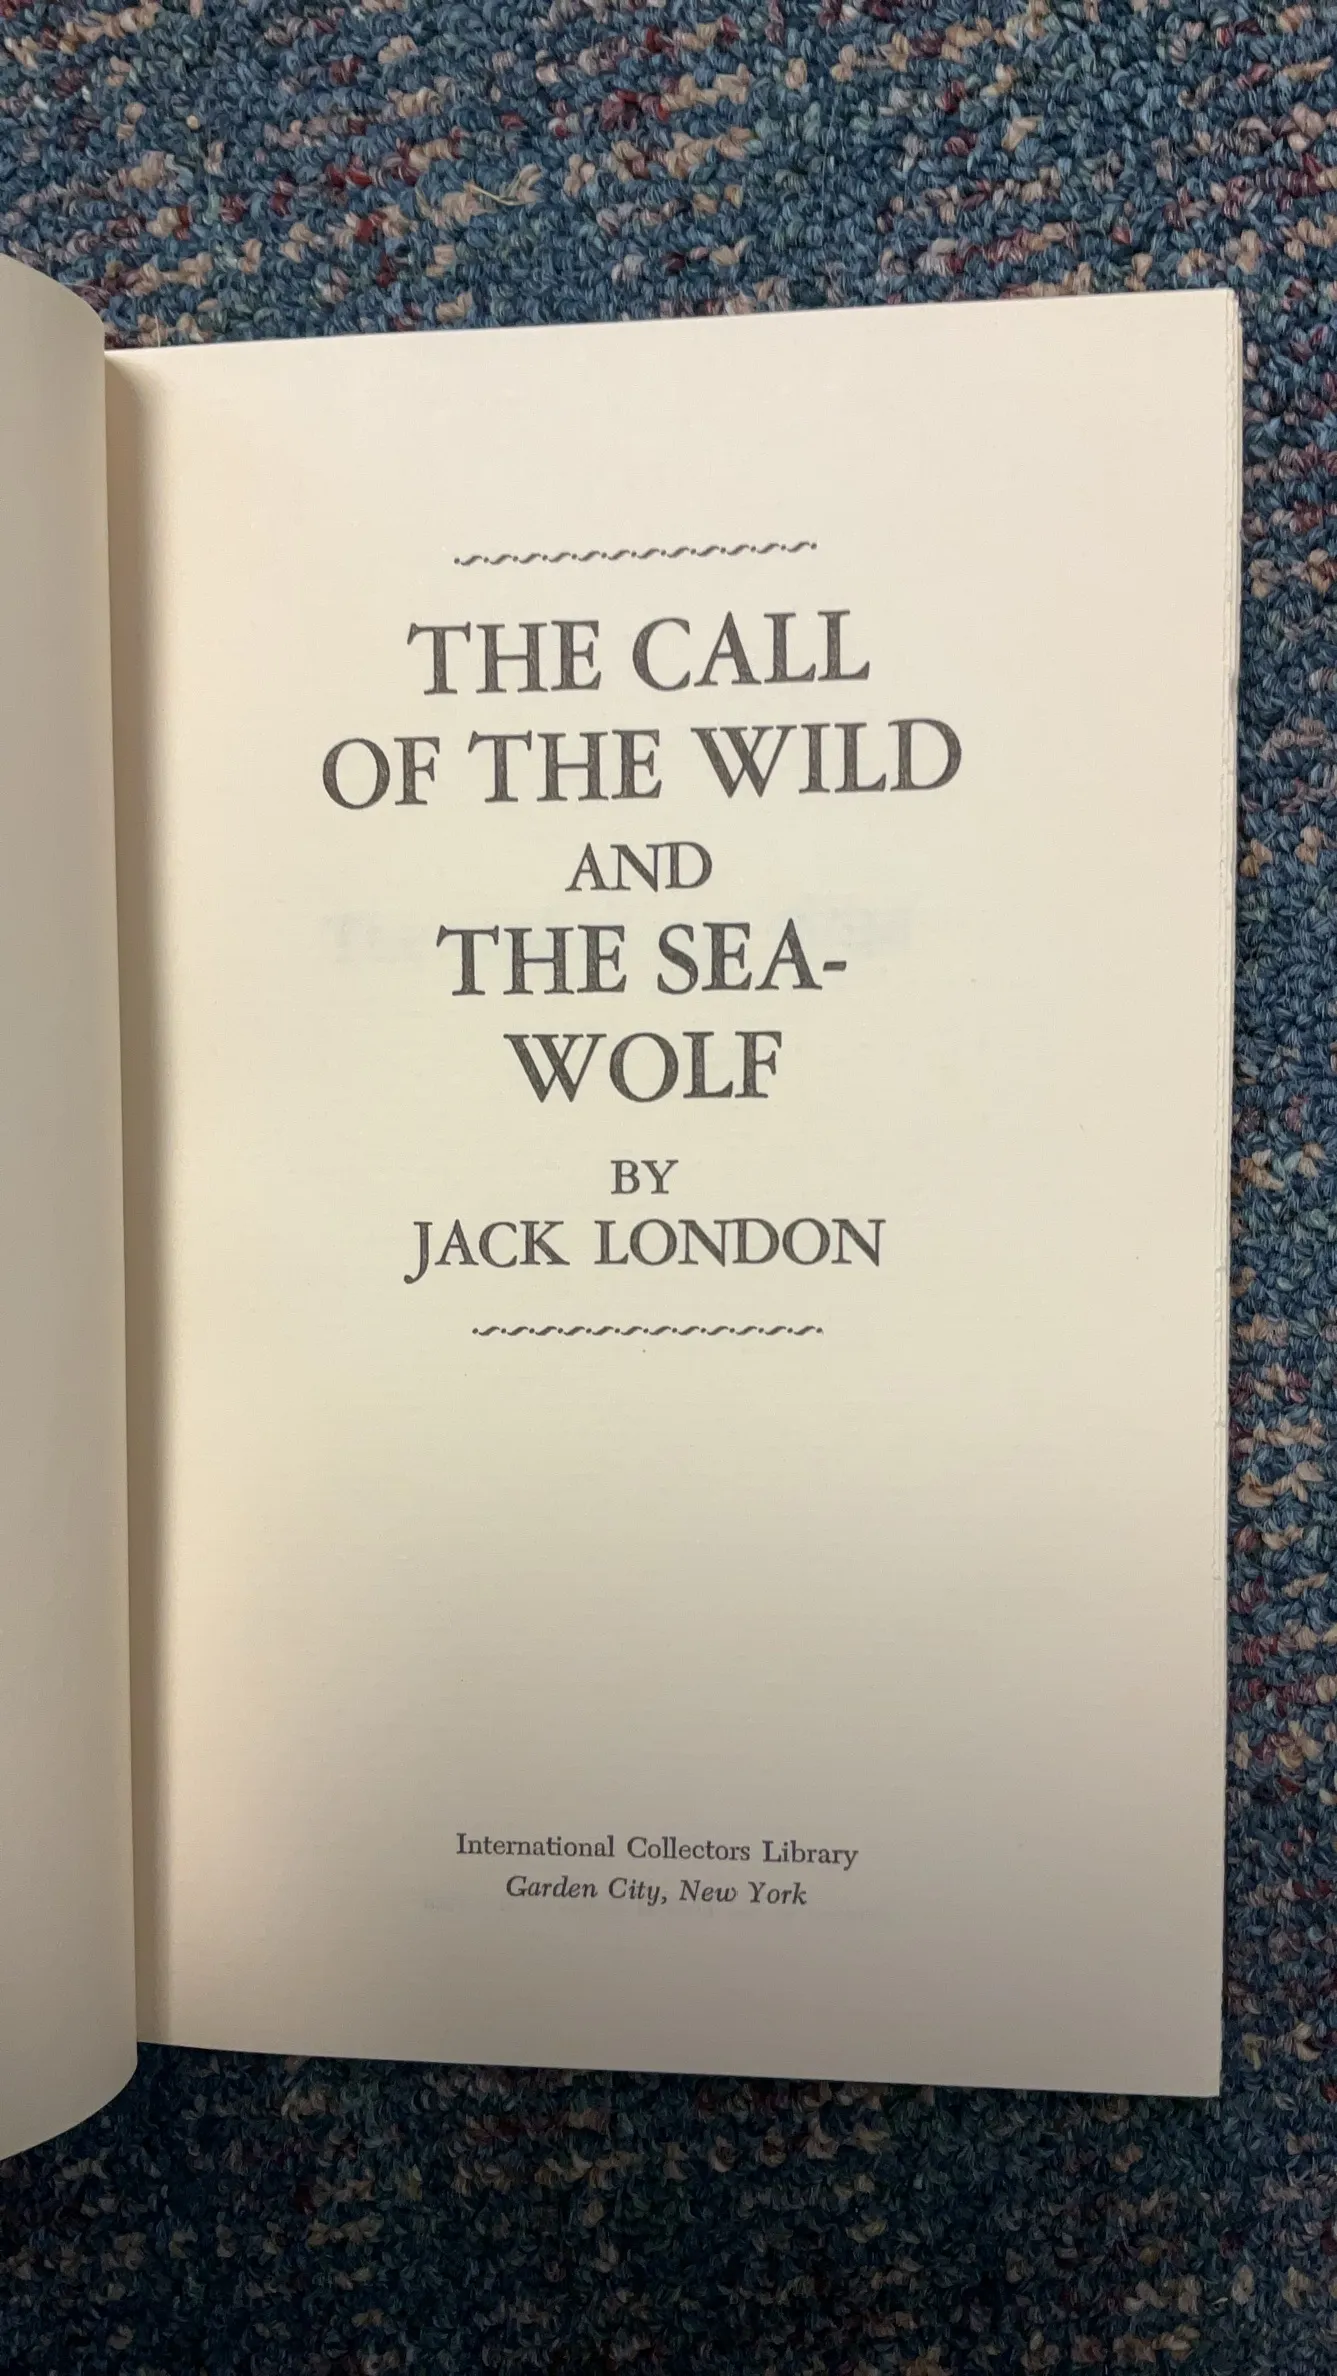 THE CALL
OF THE WILD
AND
THE SEA-
WOLF
BY
JACK LONDON
International Collectors Library
Garden City, New York